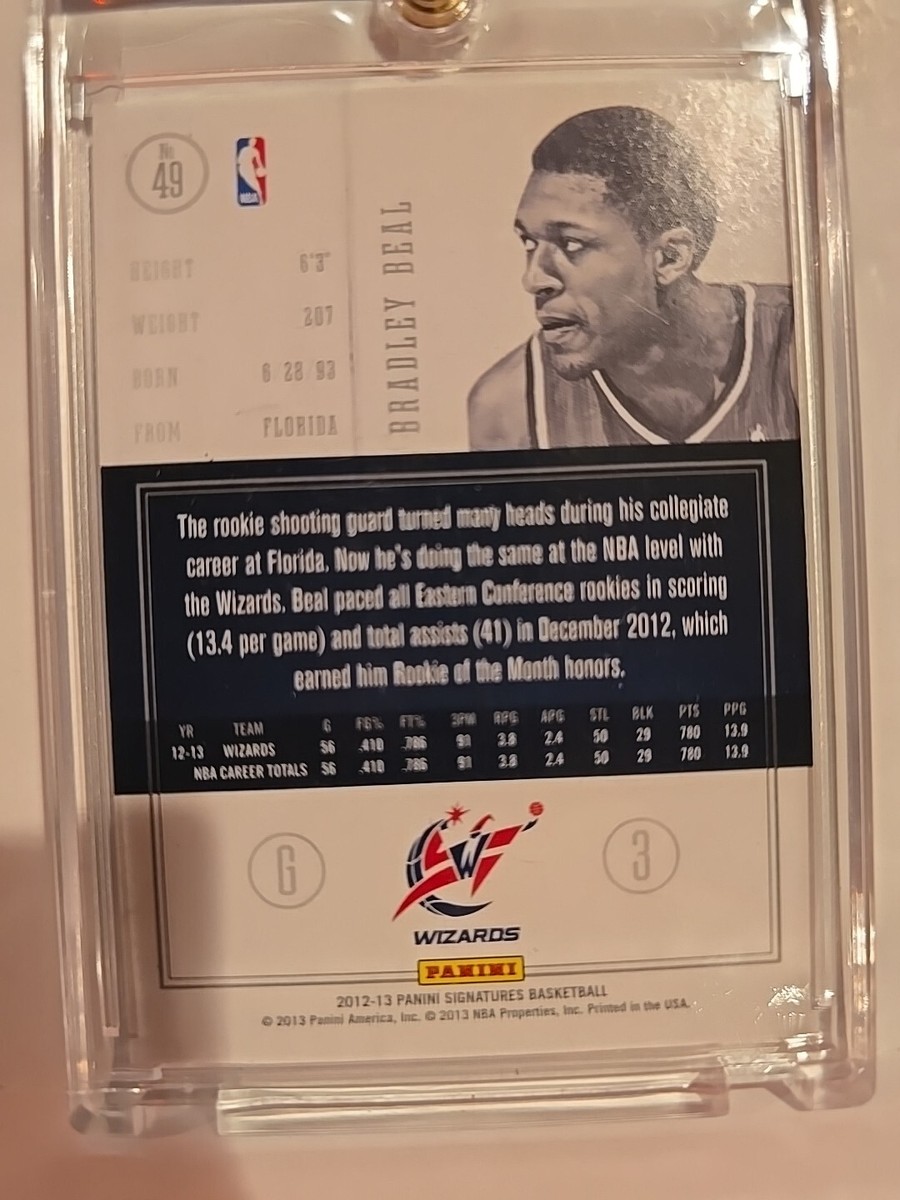 No
49
NBA
HEIGHT 6'3"
WEIGHT 207
BORN 6 28 93
FROM FLORIDA
BRADLEY BEAL
The rookie shooting guard turned many heads during his collegiate
career at Florida. Now he's doing the same at the NBA level with
the Wizards. Beal paced all Eastern Conference rookies in scoring
(13.4 per game) and total assists (41) in December 2012, which
earned him Rookie of the Month honors.
YR TEAM G FG% FT% 3PM RPG APG STL BLK PTS PPG
12-13 WIZARDS 56 .410 .786 91 3.8 2.4 50 29 780 13.9
NBA CAREER TOTALS 56 .410 .786 91 3.8 2.4 50 29 780 13.9
G
W
3
WIZARDS
PANINI
2012-13 PANINI SIGNATURES BASKETBALL
© 2013 Panini America, Inc. © 2013 NBA Properties, Inc. Printed in the USA.